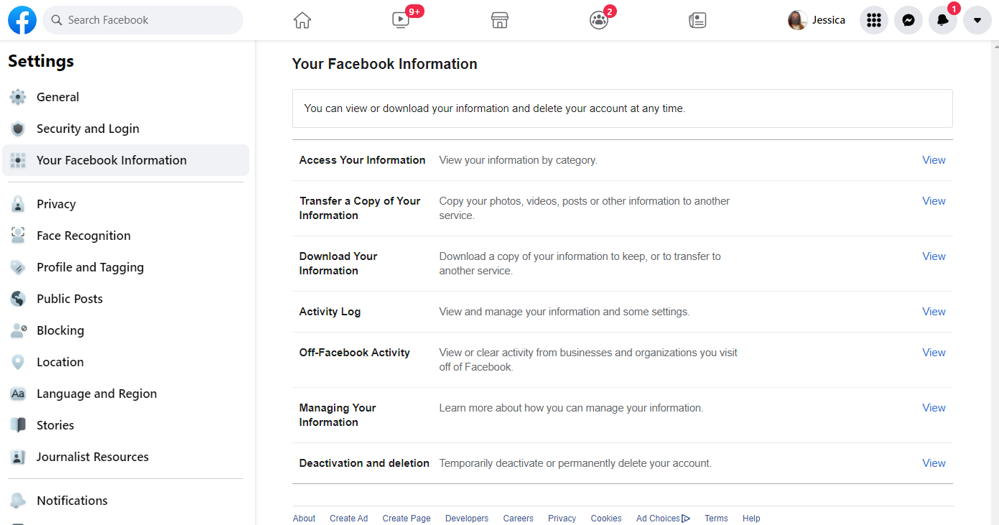 Search Facebook
9+
2
Jessica
1
Settings
General
Security and Login
Your Facebook Information
Privacy
Face Recognition
Profile and Tagging
Public Posts
Blocking
Location
Aa
Language and Region
Stories
Journalist Resources
Notifications
Your Facebook Information
You can view or download your information and delete your account at any time.
Access Your Information View your information by category. View
Transfer a Copy of Your Copy your photos, videos, posts or other information to another View
Information service.
Download Your Download a copy of your information to keep, or to transfer to View
Information another service.
Activity Log View and manage your information and some settings. View
Off-Facebook Activity View or clear activity from businesses and organizations you visit View
off of Facebook.
Managing Your Learn more about how you can manage your information. View
Information
Deactivation and deletion Temporarily deactivate or permanently delete your account. View
About Create Ad Create Page Developers Careers Privacy Cookies Ad Choices Terms Help